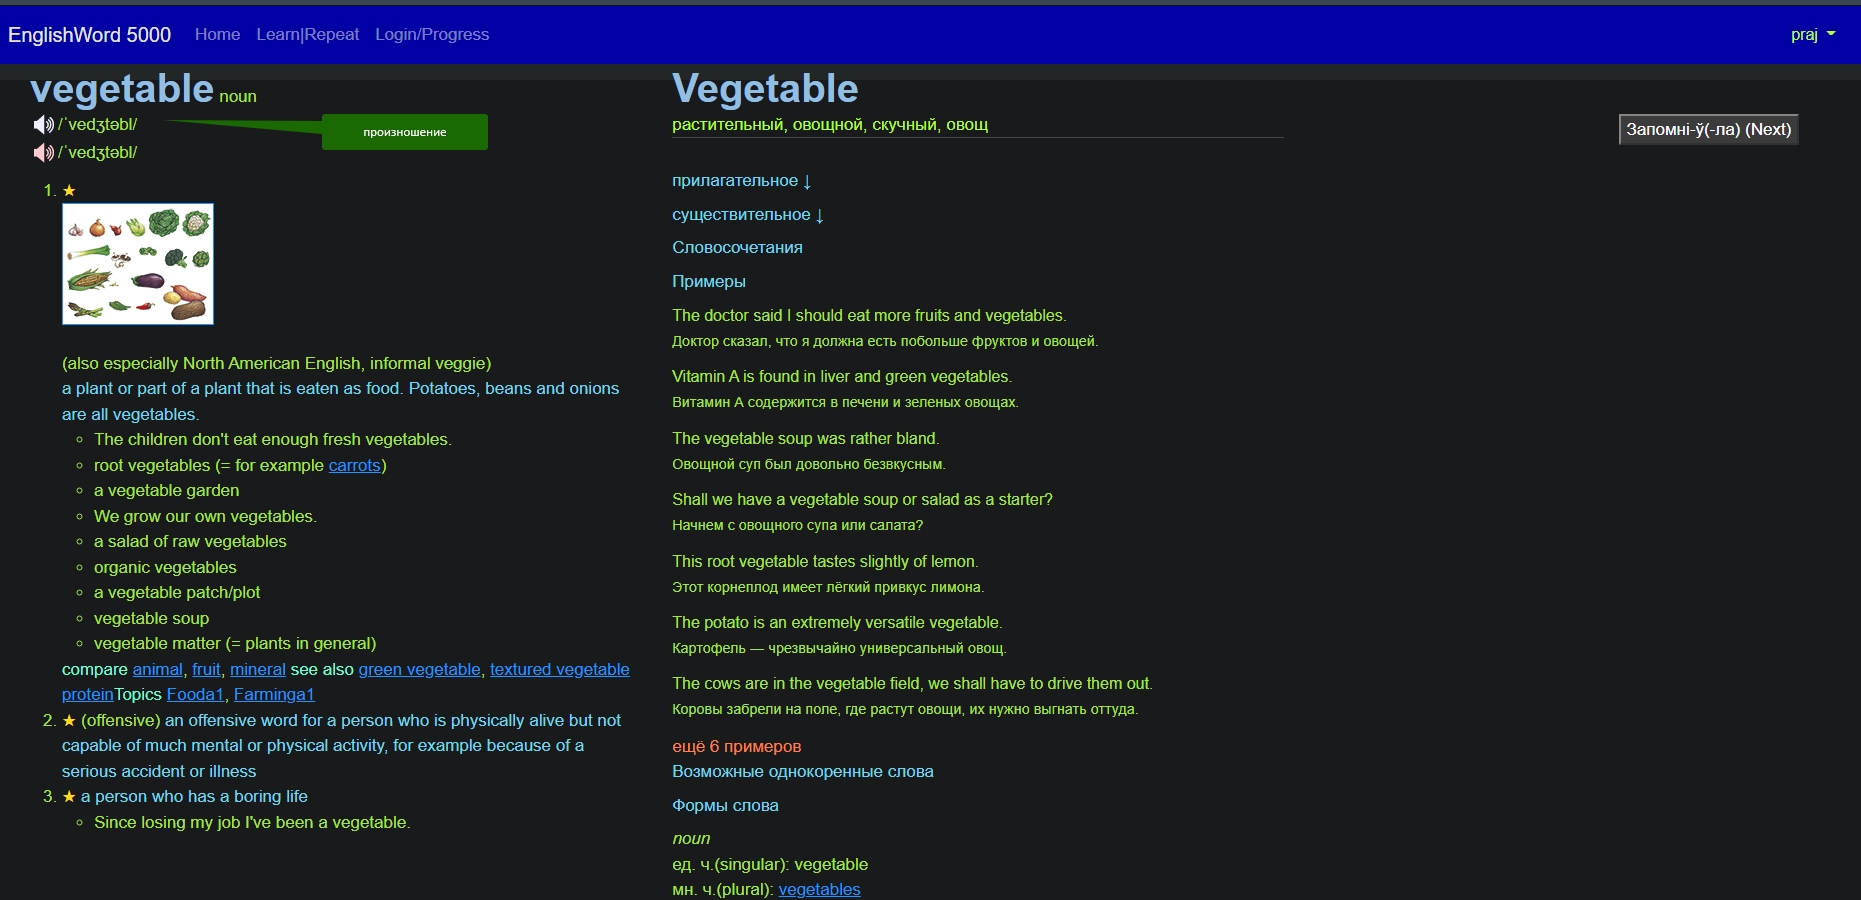 EnglishWord 5000 Home Learn|Repeat Login/Progress praj
vegetable noun
/ˈvedʒtəbl/
/ˈvedʒtəbl/
произношение
1. ★
(also especially North American English, informal veggie)
a plant or part of a plant that is eaten as food. Potatoes, beans and onions
are all vegetables.
The children don't eat enough fresh vegetables.
root vegetables (= for example carrots)
a vegetable garden
We grow our own vegetables.
a salad of raw vegetables
organic vegetables
a vegetable patch/plot
vegetable soup
vegetable matter (= plants in general)
compare animal, fruit, mineral see also green vegetable, textured vegetable
proteinTopics Fooda1, Farminga1
2. ★ (offensive) an offensive word for a person who is physically alive but not
capable of much mental or physical activity, for example because of a
serious accident or illness
3. ★ a person who has a boring life
Since losing my job I've been a vegetable.
Vegetable
растительный, овощной, скучный, овощ
прилагательное ↓
существительное ↓
Словосочетания
Примеры
The doctor said I should eat more fruits and vegetables.
Доктор сказал, что я должна есть побольше фруктов и овощей.
Vitamin A is found in liver and green vegetables.
Витамин А содержится в печени и зеленых овощах.
The vegetable soup was rather bland.
Овощной суп был довольно безвкусным.
Shall we have a vegetable soup or salad as a starter?
Начнем с овощного супа или салата?
This root vegetable tastes slightly of lemon.
Этот корнеплод имеет лёгкий привкус лимона.
The potato is an extremely versatile vegetable.
Картофель — чрезвычайно универсальный овощ.
The cows are in the vegetable field, we shall have to drive them out.
Коровы забрели на поле, где растут овощи, их нужно выгнать оттуда.
ещё 6 примеров
Возможные однокоренные слова
Формы слова
noun
ед. ч.(singular): vegetable
мн. ч.(plural): vegetables
Запомні-ў(-ла) (Next)